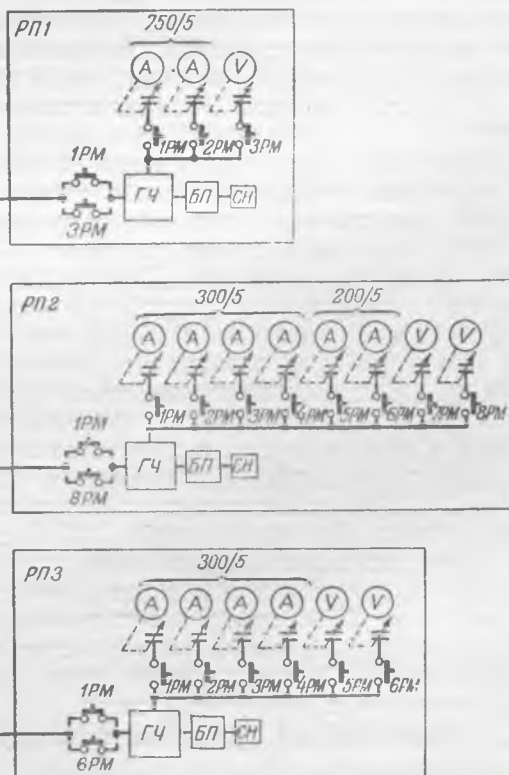 РП1
750/5
A A V
1РМ 2РМ 3РМ
1РМ
ГЧ БП СН
3РМ
РП2
300/5 200/5
A A A A A A V V
1РМ 2РМ 3РМ 4РМ 5РМ 6РМ 7РМ 8РМ
1РМ
ГЧ БП СН
8РМ
РП3
300/5
A A A A V V
1РМ 2РМ 3РМ 4РМ 5РМ 6РМ
1РМ
ГЧ БП СН
6РМ